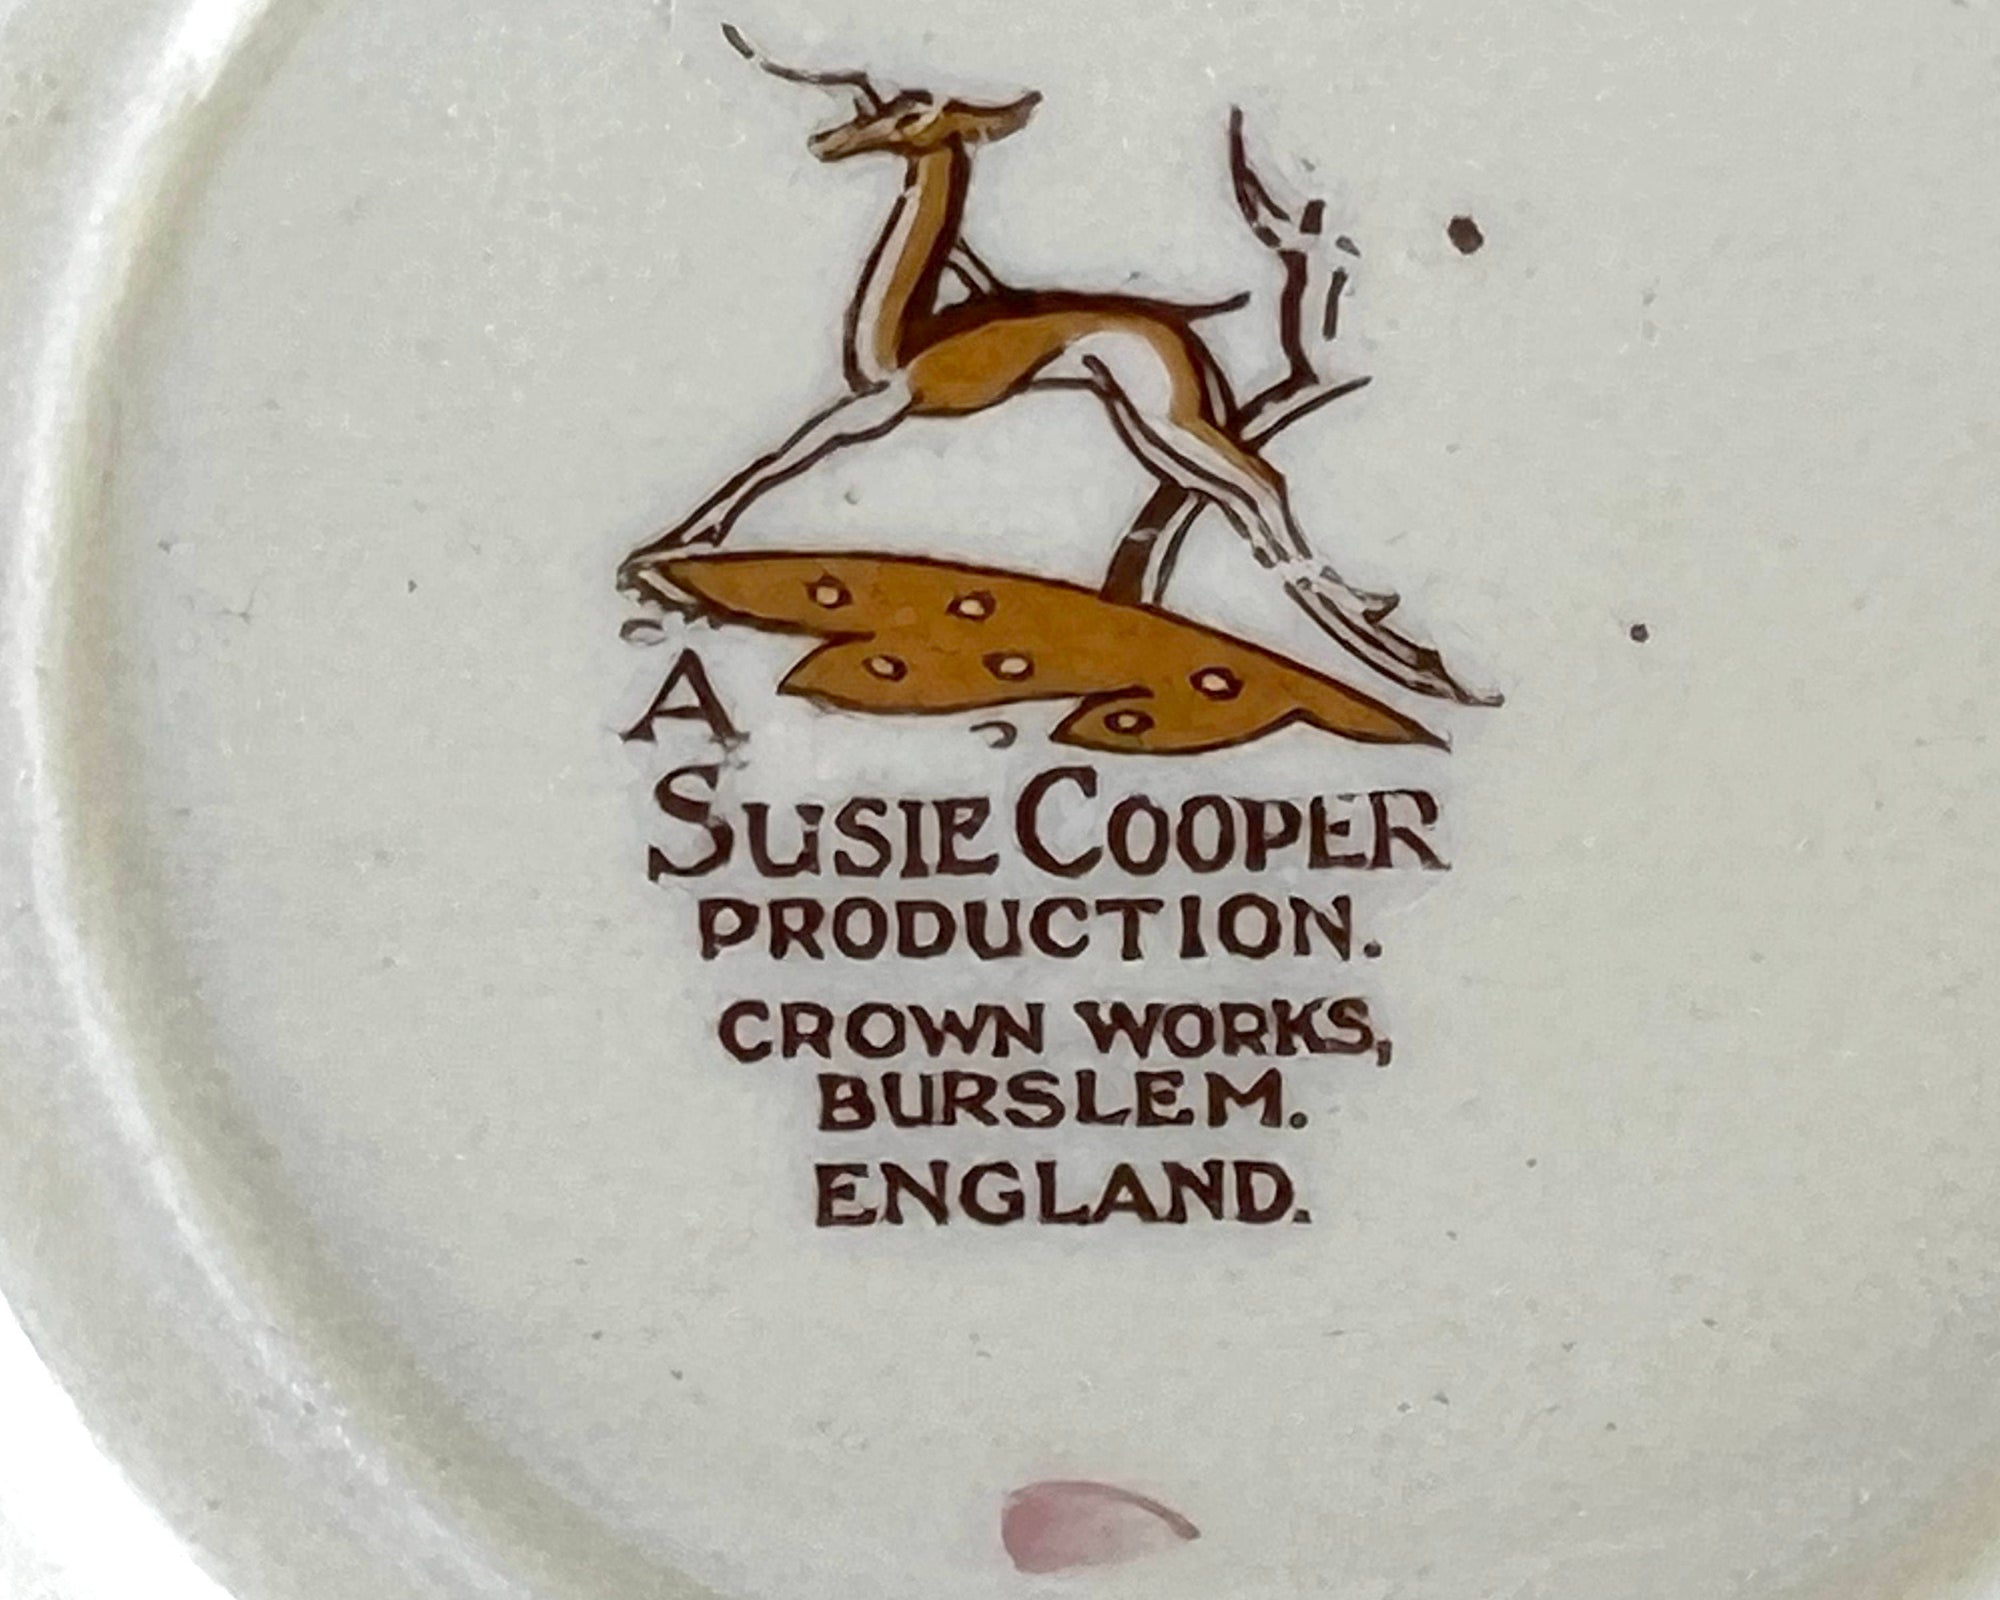 A
SUSIE COOPER
PRODUCTION.
CROWN WORKS,
BURSLEM.
ENGLAND.